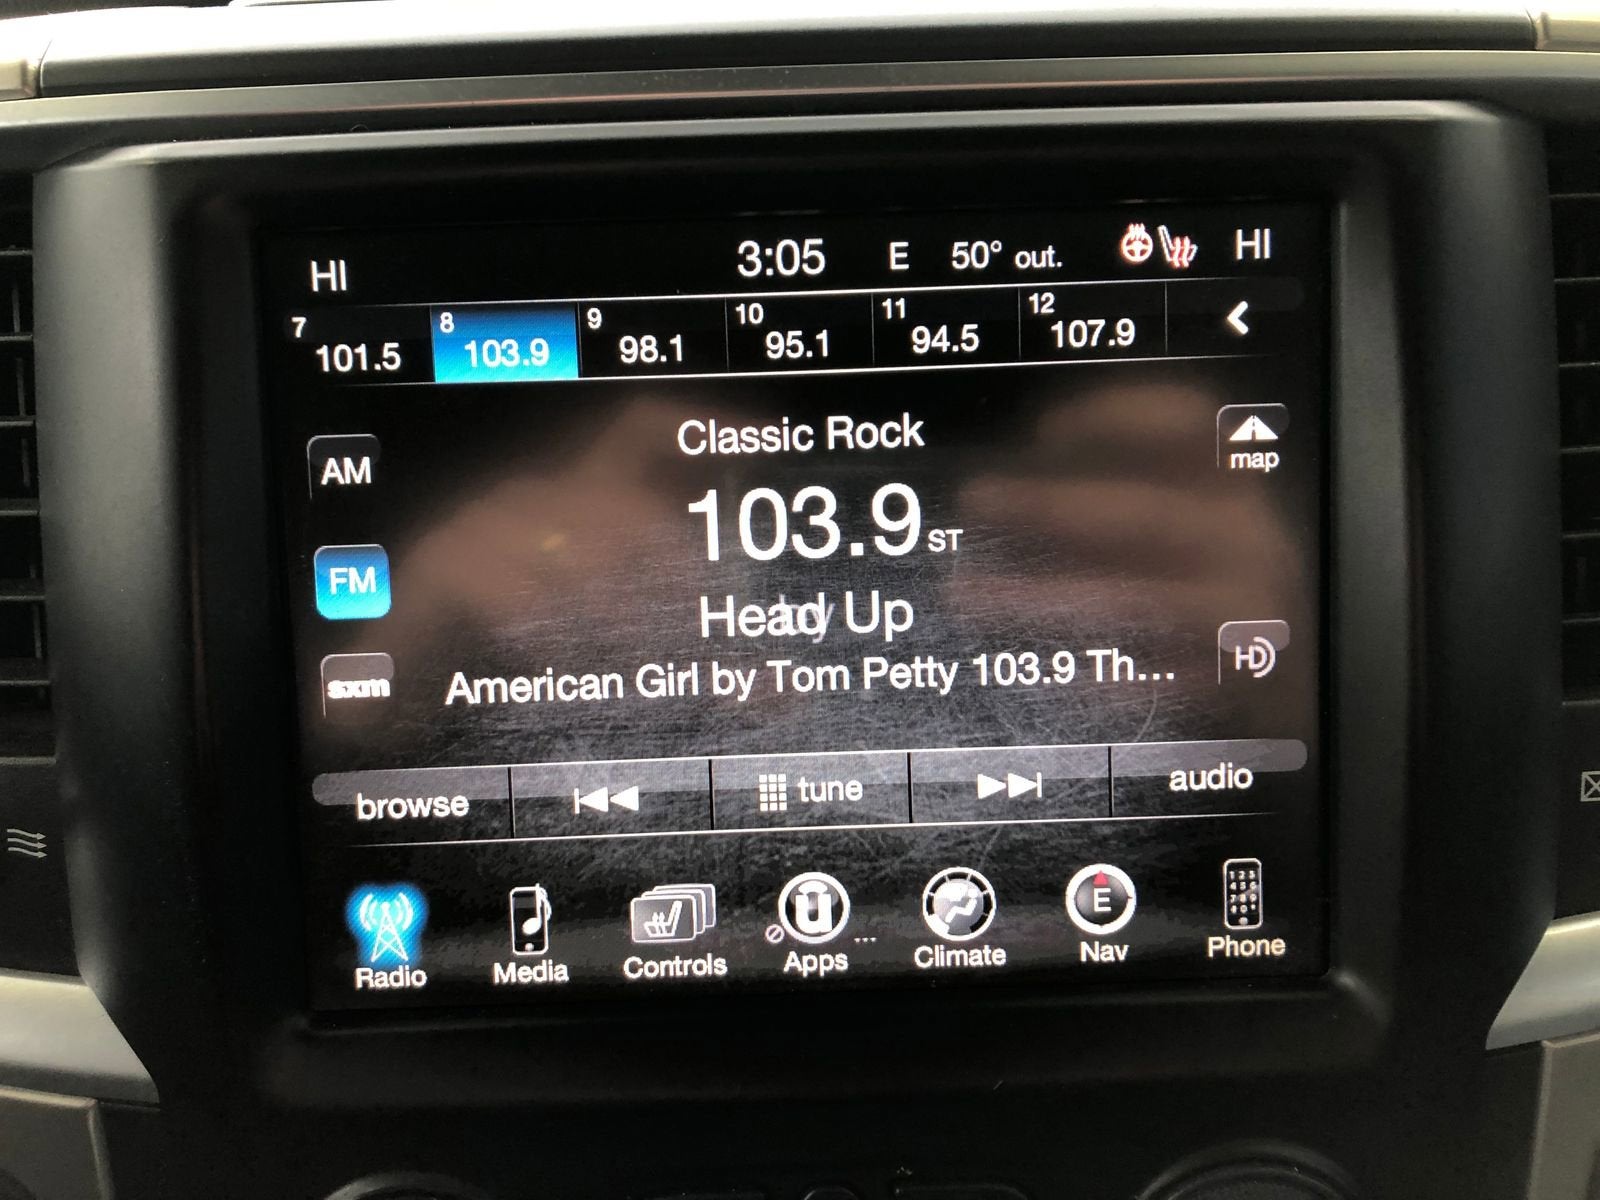 HI 3:05 E 50° out. HI
7 101.5 8 103.9 9 98.1 10 95.1 11 94.5 12 107.9
Classic Rock
AM
map
103.9 ST
FM
Head Up
HD
sxm
American Girl by Tom Petty 103.9 Th...
browse tune audio
E
Radio Media Controls Apps ... Climate Nav Phone